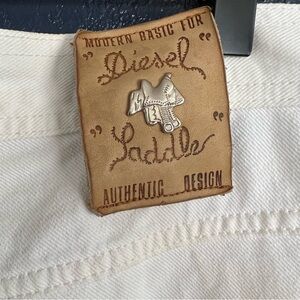 MODERN BASIC FOR
"Diesel"
"Saddle"
AUTHENTIC DESIGN